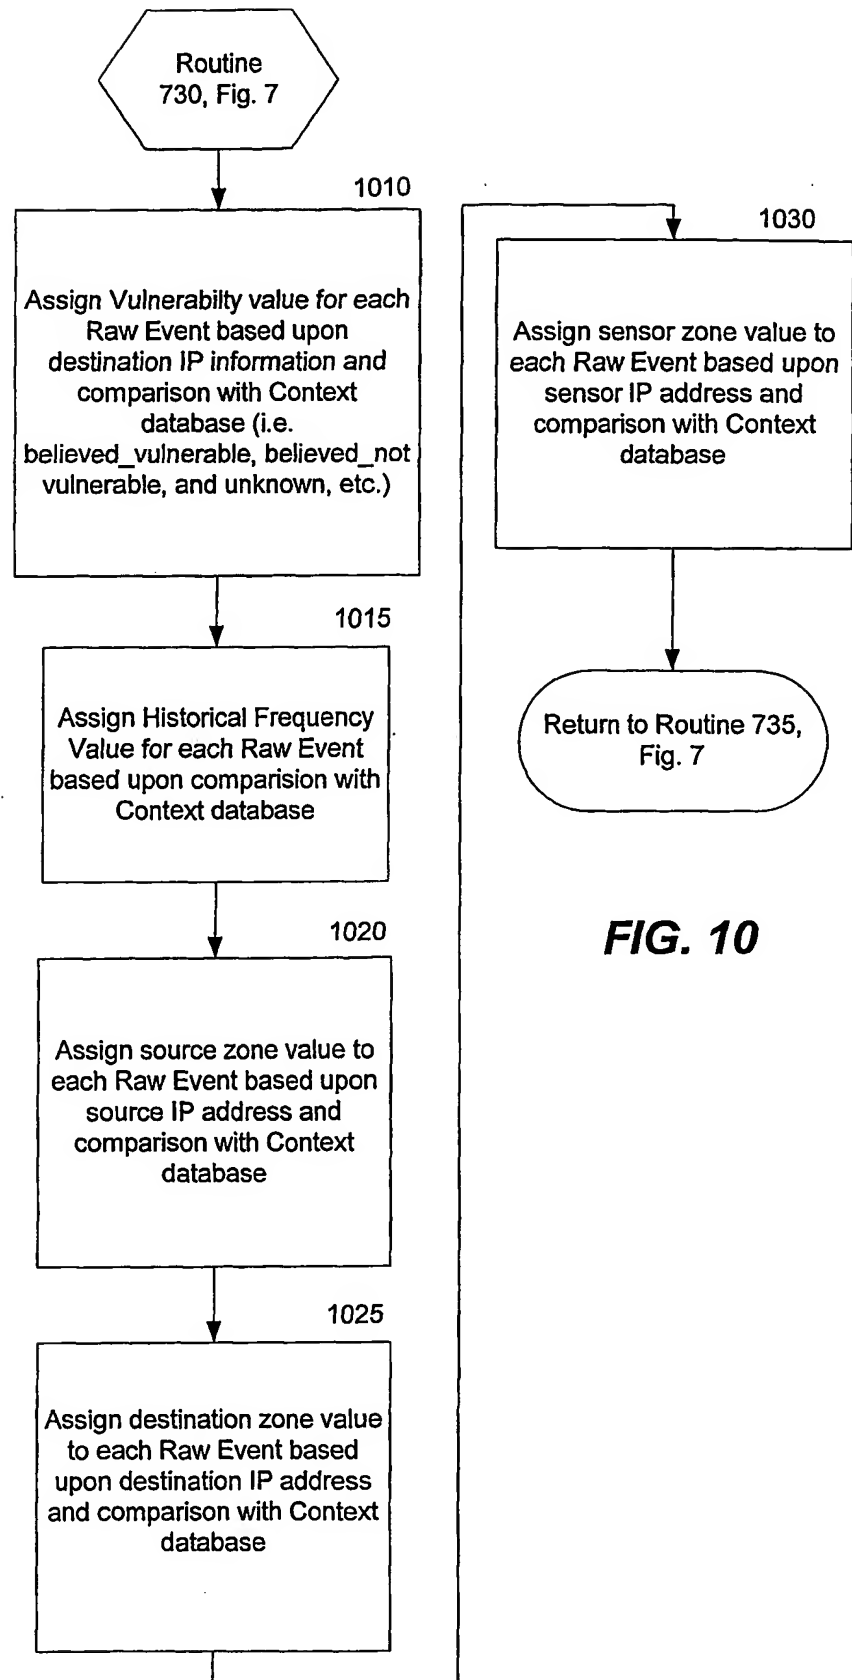 Routine
730, Fig. 7
1010
Assign Vulnerabilty value for each
Raw Event based upon
destination IP information and
comparison with Context
database (i.e.
believed_vulnerable, believed_not
vulnerable, and unknown, etc.)
1015
Assign Historical Frequency
Value for each Raw Event
based upon comparision with
Context database
1020
Assign source zone value to
each Raw Event based upon
source IP address and
comparison with Context
database
1025
Assign destination zone value
to each Raw Event based
upon destination IP address
and comparison with Context
database
1030
Assign sensor zone value to
each Raw Event based upon
sensor IP address and
comparison with Context
database
Return to Routine 735,
Fig. 7
FIG. 10